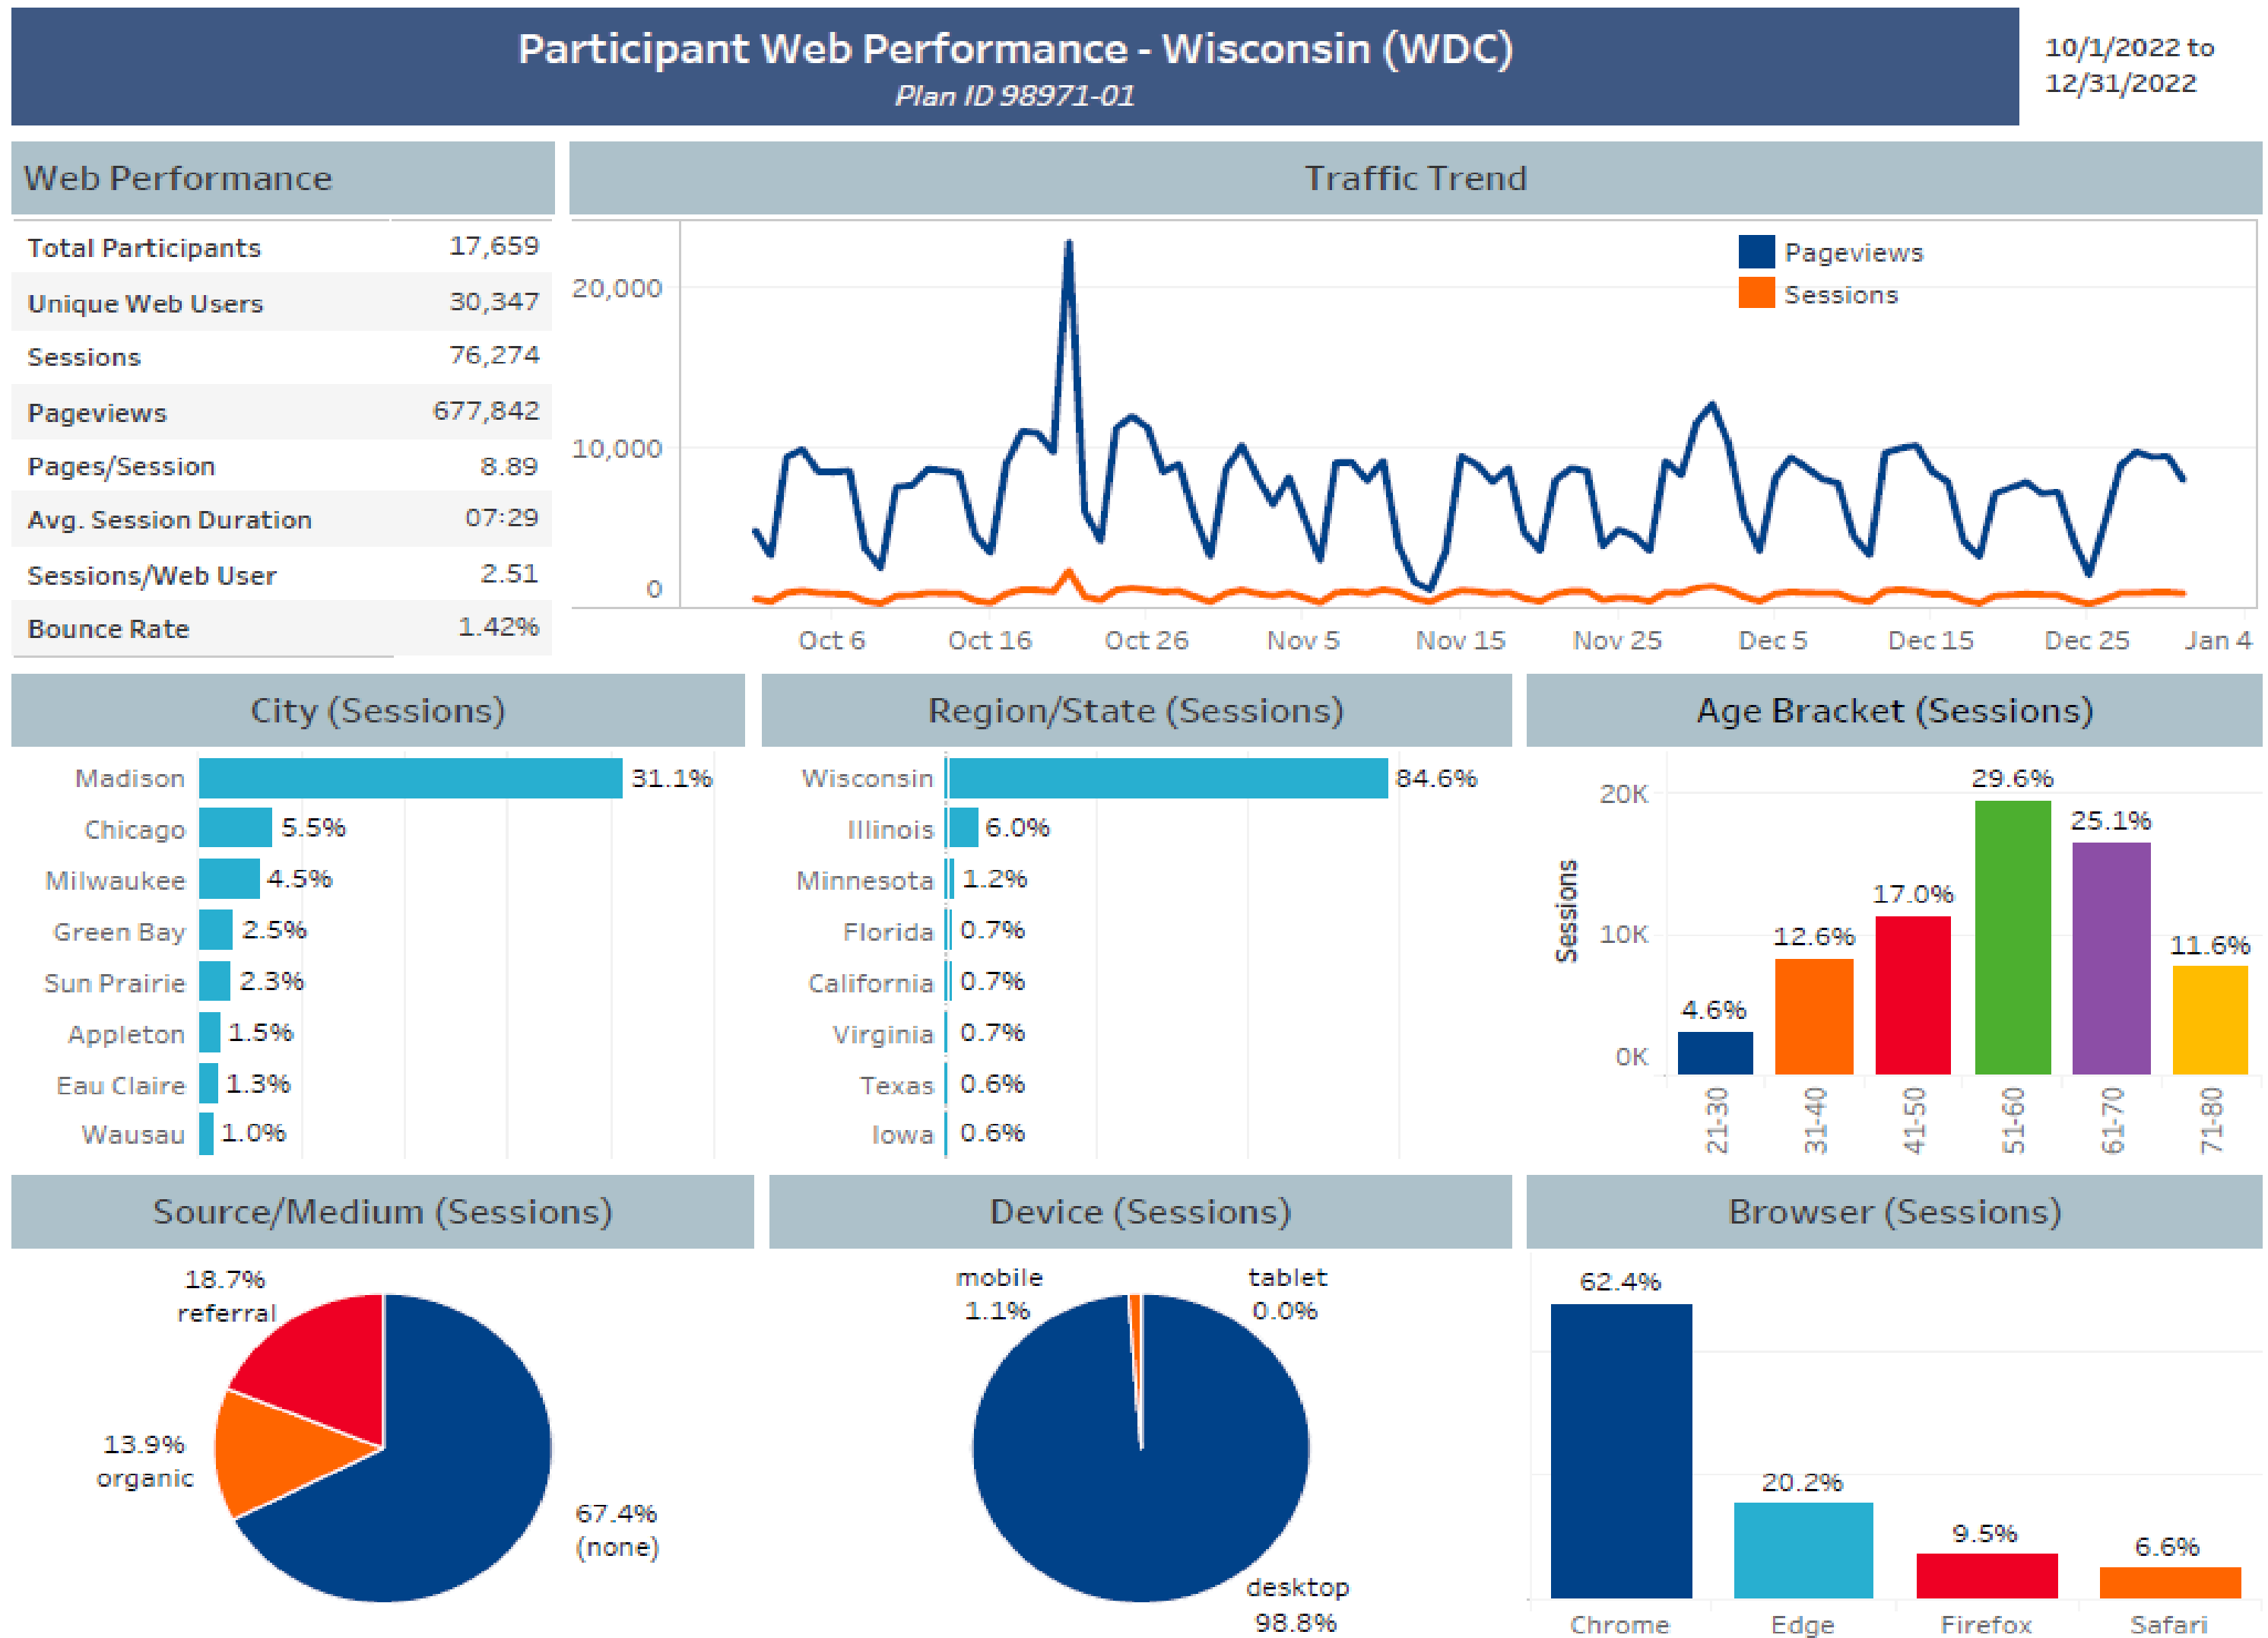 Participant Web Performance - Wisconsin (WDC)
Plan ID 98971-01
10/1/2022 to
12/31/2022
Web Performance
Total Participants 17,659
Unique Web Users 30,347
Sessions 76,274
Pageviews 677,842
Pages/Session 8.89
Avg. Session Duration 07:29
Sessions/Web User 2.51
Bounce Rate 1.42%
Traffic Trend
Pageviews
Sessions
20,000
10,000
0
Oct 6 Oct 16 Oct 26 Nov 5 Nov 15 Nov 25 Dec 5 Dec 15 Dec 25 Jan 4
City (Sessions)
Madison 31.1%
Chicago 5.5%
Milwaukee 4.5%
Green Bay 2.5%
Sun Prairie 2.3%
Appleton 1.5%
Eau Claire 1.3%
Wausau 1.0%
Region/State (Sessions)
Wisconsin 84.6%
Illinois 6.0%
Minnesota 1.2%
Florida 0.7%
California 0.7%
Virginia 0.7%
Texas 0.6%
Iowa 0.6%
Age Bracket (Sessions)
Sessions
20K
10K
0K
4.6% 12.6% 17.0% 29.6% 25.1% 11.6%
21-30 31-40 41-50 51-60 61-70 71-80
Source/Medium (Sessions)
18.7%
referral
13.9%
organic
67.4%
(none)
Device (Sessions)
mobile
1.1%
tablet
0.0%
desktop
98.8%
Browser (Sessions)
62.4% 20.2% 9.5% 6.6%
Chrome Edge Firefox Safari